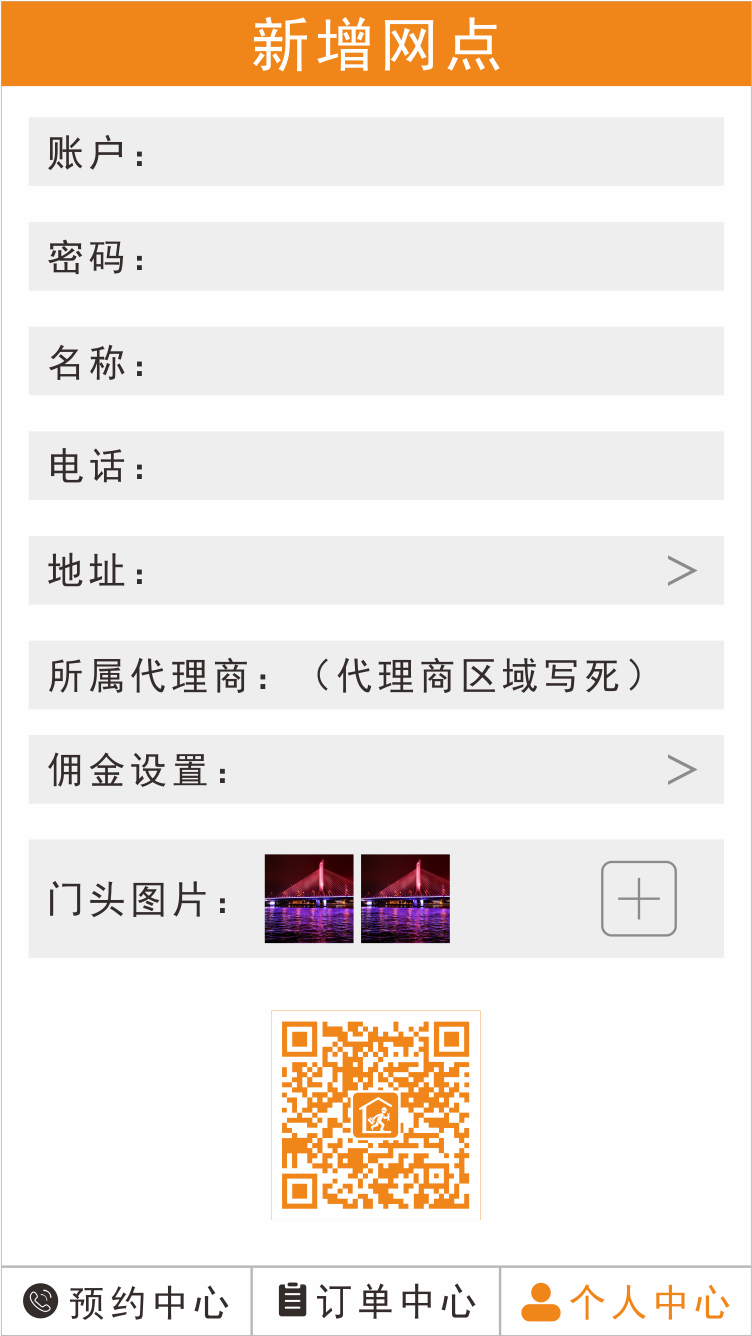 新增网点
账户：
密码：
名称：
电话：
地址：
所属代理商：（代理商区域写死）
佣金设置：
门头图片：
预约中心 订单中心 个人中心